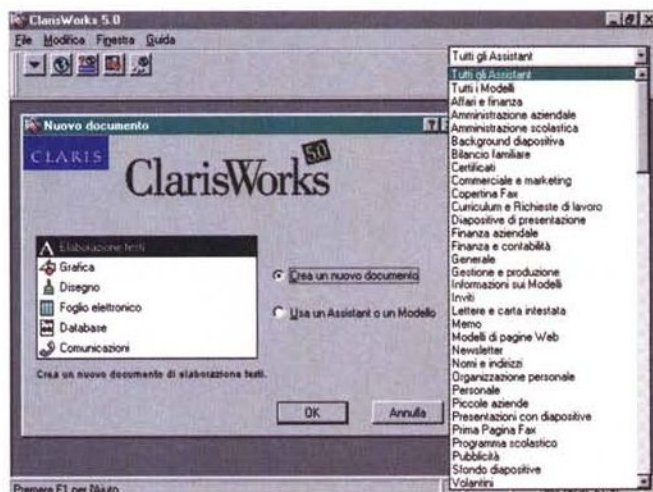 ClarisWorks 5.0
File Modifica Finestra Guida
Tutti gli Assistant
Tutti gli Assistant
Tutti i Modelli
Affari e finanza
Amministrazione aziendale
Amministrazione scolastica
Background diapositiva
Bilancio familiare
Certificati
Commerciale e marketing
Copertina Fax
Curriculum e Richieste di lavoro
Diapositive di presentazione
Finanza aziendale
Finanza e contabilità
Generale
Gestione e produzione
Informazioni sui Modelli
Inviti
Lettere e carta intestata
Memo
Modelli di pagine Web
Newsletter
Nomi e indirizzi
Organizzazione personale
Personale
Piccole aziende
Presentazioni con diapositive
Prima Pagina Fax
Programma scolastico
Pubblicità
Sfondo diapositive
Volantini
Nuovo documento
CLARIS
ClarisWorks 5.0
Elaborazione testi
Grafica
Disegno
Foglio elettronico
Database
Comunicazioni
Crea un nuovo documento
Usa un Assistant o un Modello
Crea un nuovo documento di elaborazione testi.
OK
Annulla
Premere F1 per l'Aiuto